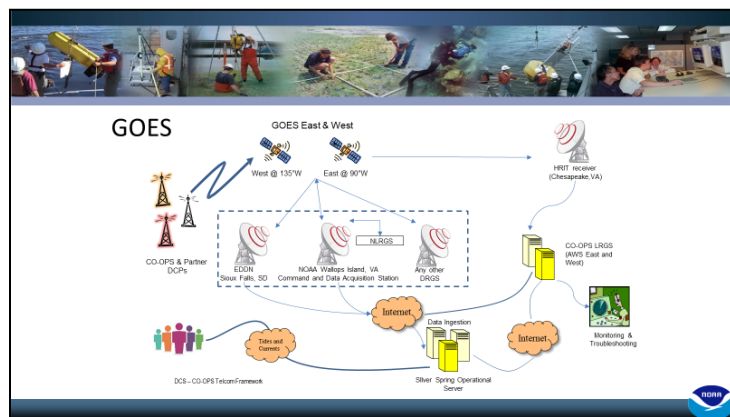 GOES
GOES East & West
West @ 135°W
East @ 90°W
HRIT receiver
(Chesapeake,VA)
CO-OPS & Partner
DCPs
NLRGS
EDDN
Sioux Falls, SD
NOAA Wallops Island, VA
Command and Data Acquisition Station
Any other
DRGS
CO-OPS LRGS
(AWS East and
West)
Internet
Data Ingestion
Tides and
Currents
Internet
Monitoring &
Troubleshooting
Silver Spring Operational
Server
DCS – CO-OPS Telcom Framework
NOAA